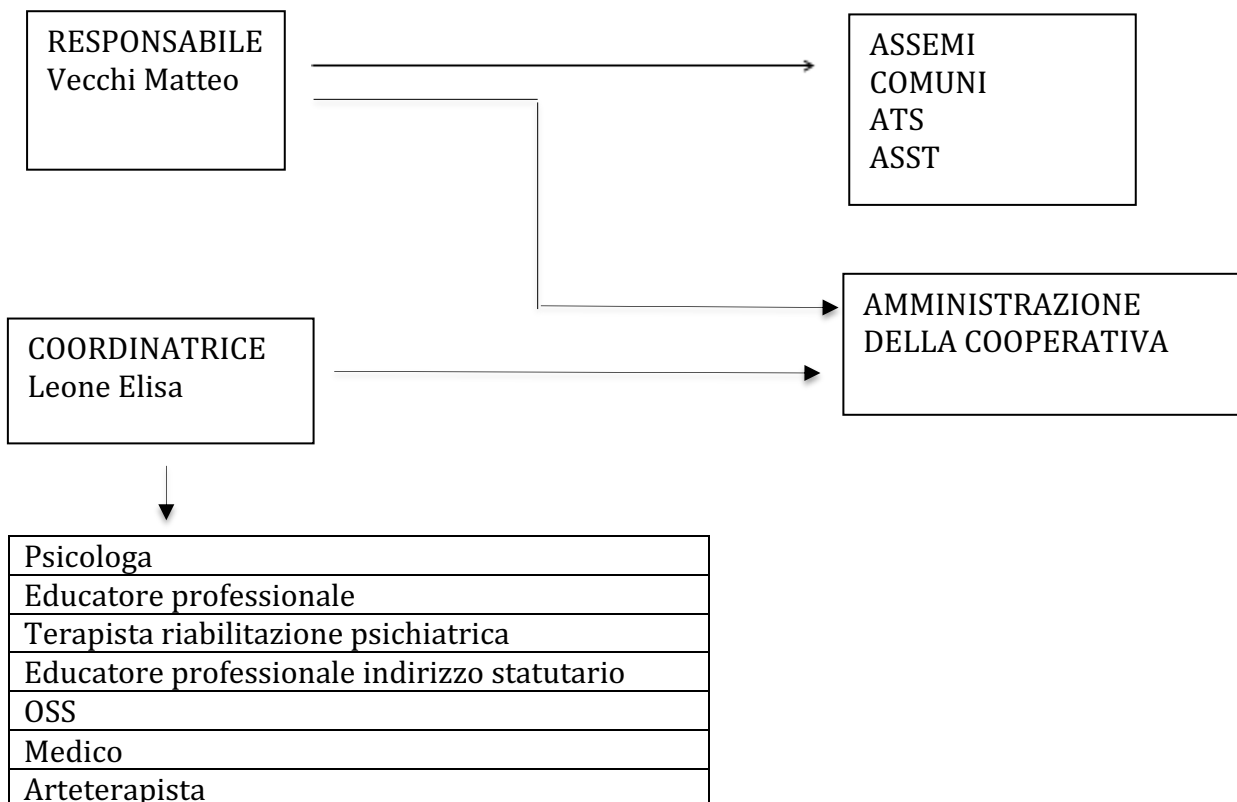 RESPONSABILE
Vecchi Matteo
ASSEMI
COMUNI
ATS
ASST
AMMINISTRAZIONE
DELLA COOPERATIVA
COORDINATRICE
Leone Elisa
Psicologa
Educatore professionale
Terapista riabilitazione psichiatrica
Educatore professionale indirizzo statutario
OSS
Medico
Arteterapista